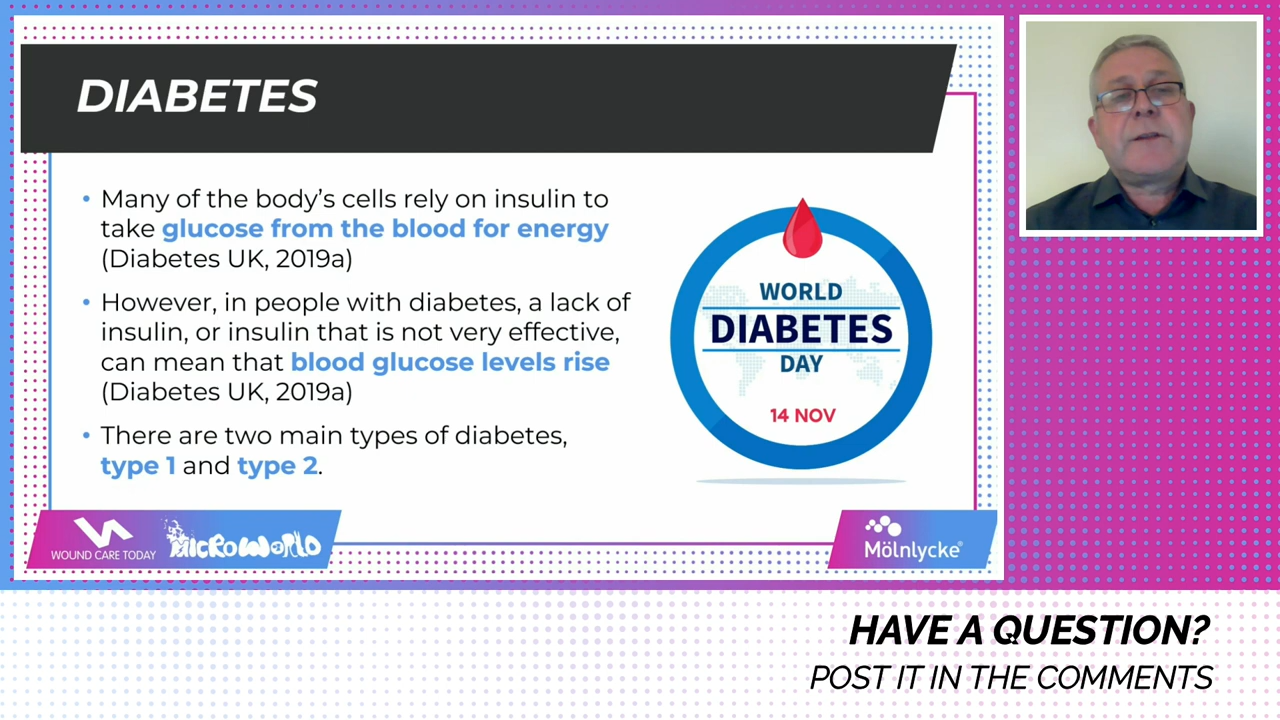 DIABETES
• Many of the body’s cells rely on insulin to
take glucose from the blood for energy
(Diabetes UK, 2019a)
• However, in people with diabetes, a lack of
insulin, or insulin that is not very effective,
can mean that blood glucose levels rise
(Diabetes UK, 2019a)
• There are two main types of diabetes,
type 1 and type 2.
WORLD
DIABETES
DAY
14 NOV
WOUND CARE TODAY
MICROWORLD
Mölnlycke®
HAVE A QUESTION?
POST IT IN THE COMMENTS